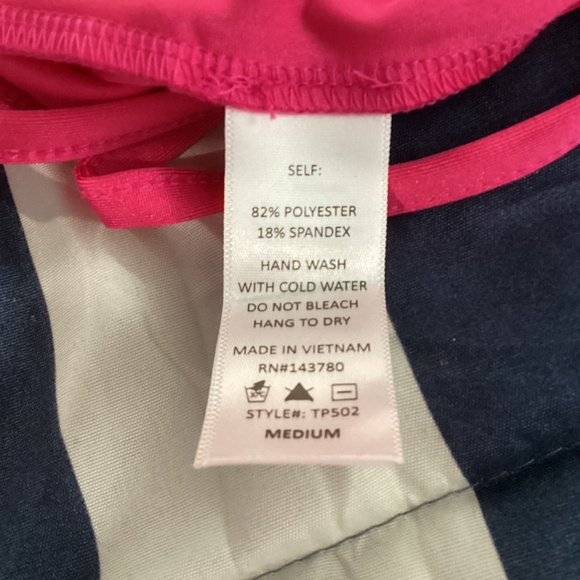 SELF:
82% POLYESTER
18% SPANDEX
HAND WASH
WITH COLD WATER
DO NOT BLEACH
HANG TO DRY
MADE IN VIETNAM
RN#143780
STYLE#: TP502
MEDIUM